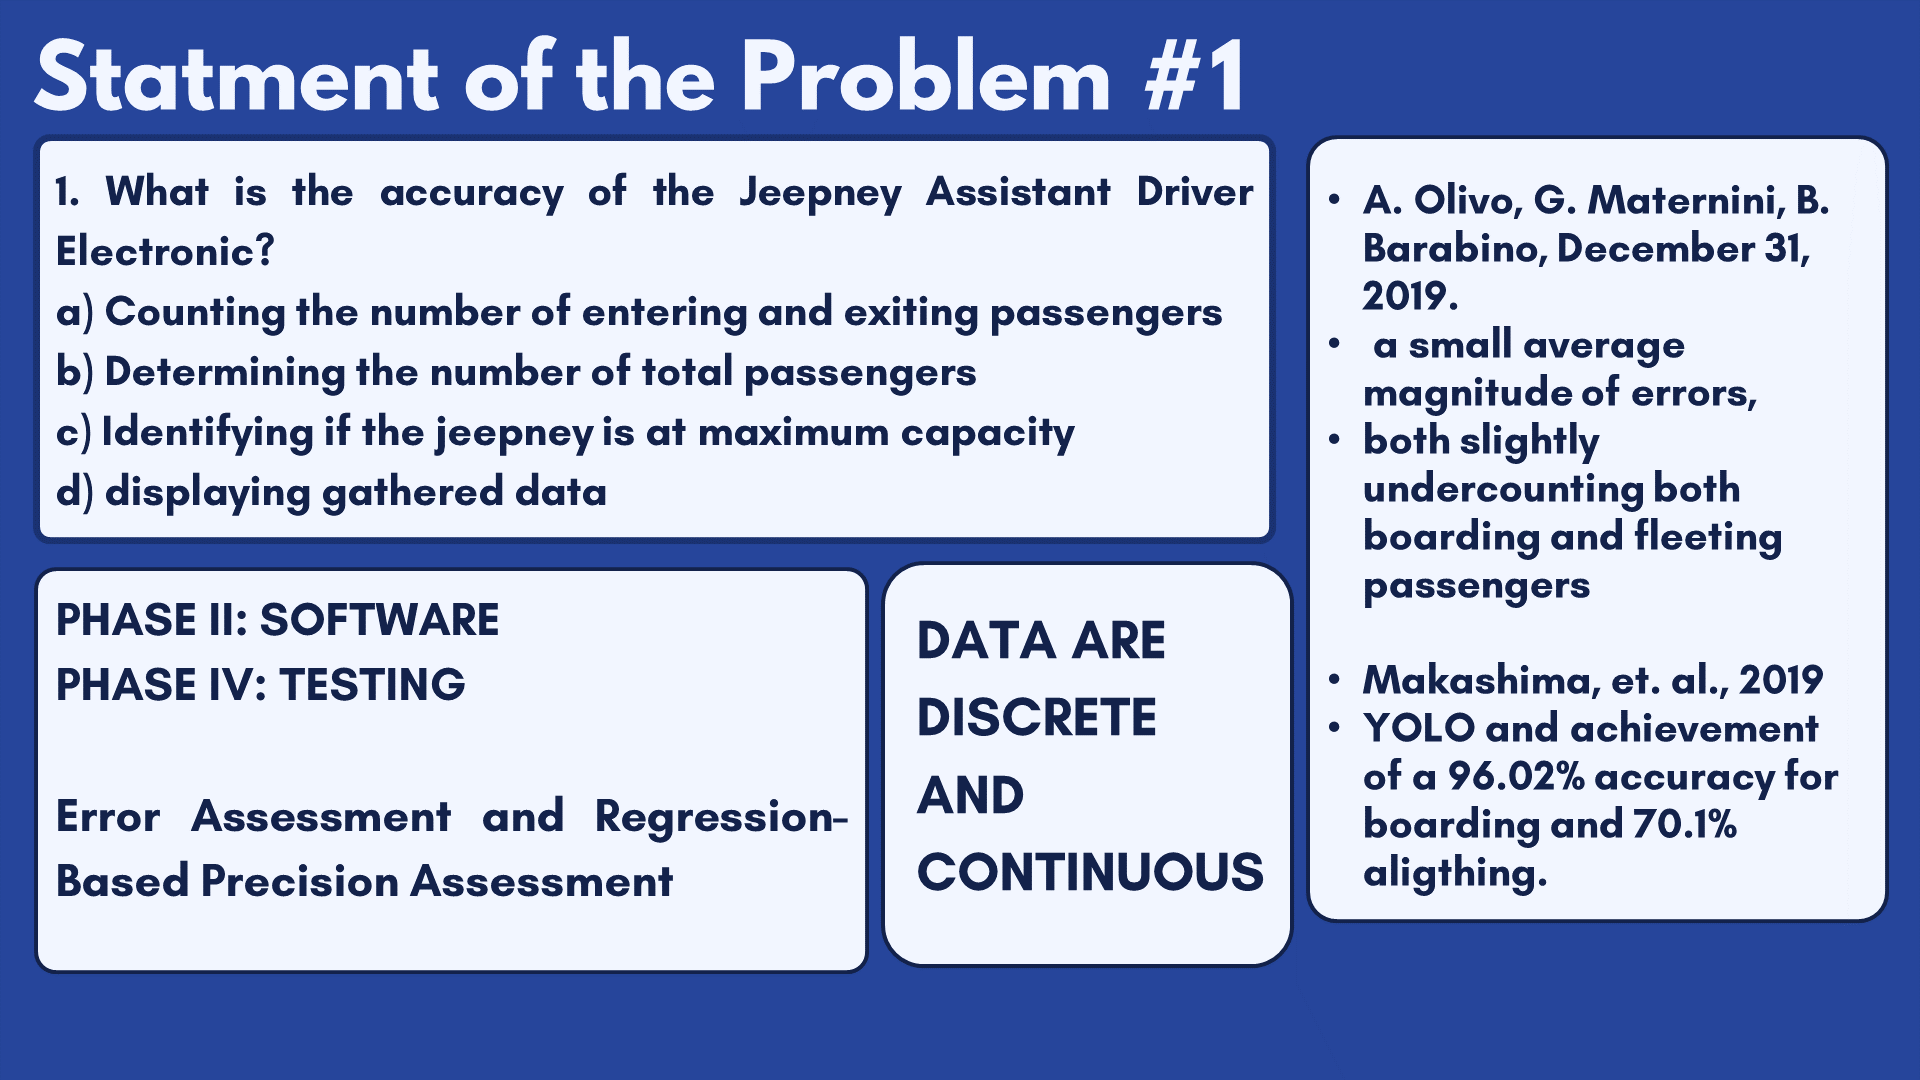 Statment of the Problem #1
1. What is the accuracy of the Jeepney Assistant Driver
Electronic?
a) Counting the number of entering and exiting passengers
b) Determining the number of total passengers
c) Identifying if the jeepney is at maximum capacity
d) displaying gathered data
PHASE II: SOFTWARE
PHASE IV: TESTING
Error Assessment and Regression-
Based Precision Assessment
DATA ARE
DISCRETE
AND
CONTINUOUS
• A. Olivo, G. Maternini, B.
Barabino, December 31,
2019.
• a small average
magnitude of errors,
• both slightly
undercounting both
boarding and fleeting
passengers
• Makashima, et. al., 2019
• YOLO and achievement
of a 96.02% accuracy for
boarding and 70.1%
aligthing.